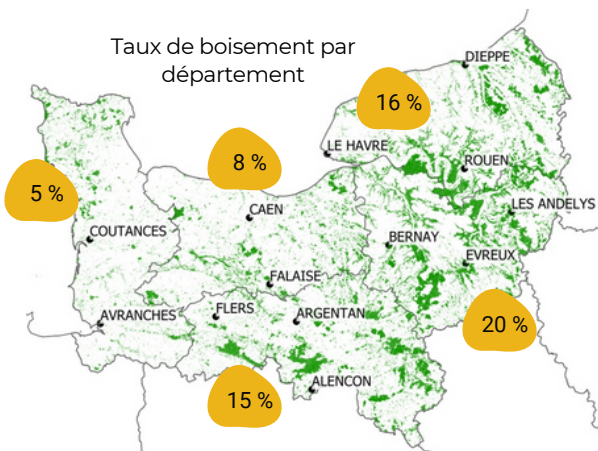 Taux de boisement par
département
DIEPPE
16 %
LE HAVRE
ROUEN
8 %
5 %
CAEN
LES ANDELYS
COUTANCES
BERNAY
EVREUX
FALAISE
AVRANCHES
FLERS
ARGENTAN
20 %
ALENCON
15 %